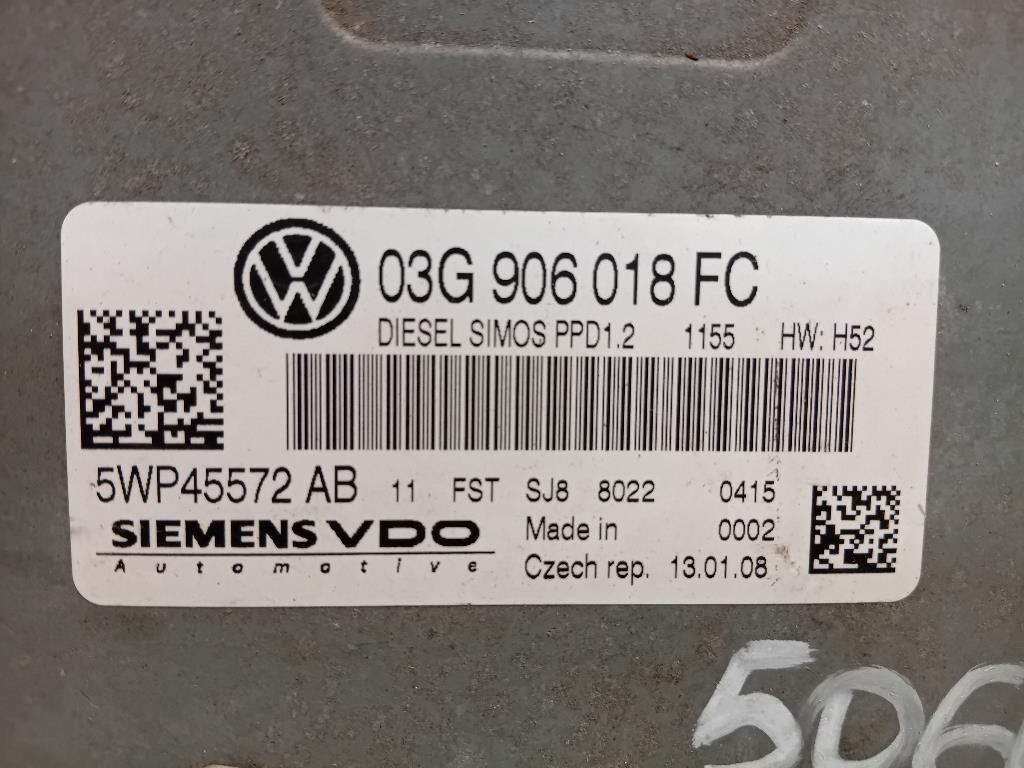 03G 906 018 FC
DIESEL SIMOS PPD1.2 1155 HW: H52
5WP45572 AB 11 FST SJ8 8022 0415
SIEMENS VDO Made in 0002
Automotive Czech rep. 13.01.08
506